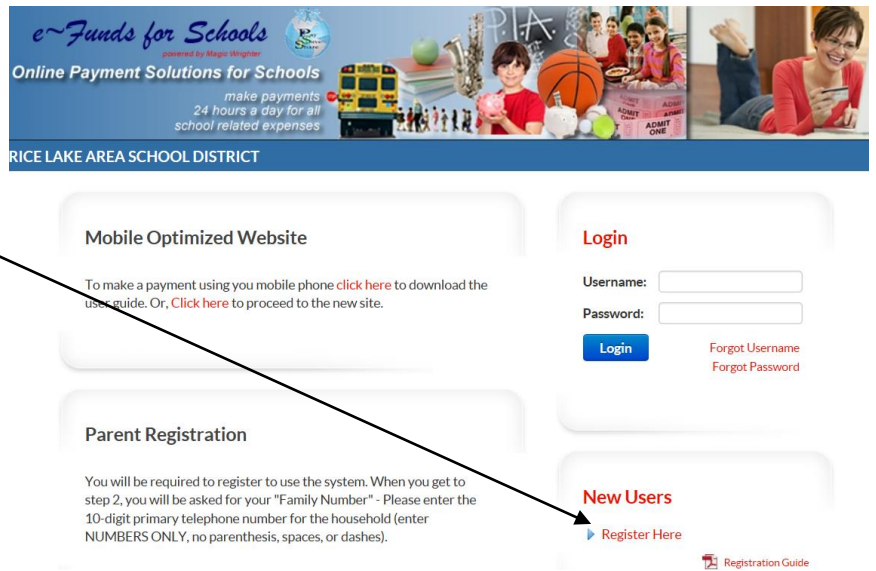 e~Funds for Schools
powered by Magic Wrighter
Online Payment Solutions for Schools
make payments
24 hours a day for all
school related expenses
P.T.A.
ADMIT
ONE
RICE LAKE AREA SCHOOL DISTRICT
Mobile Optimized Website
To make a payment using you mobile phone click here to download the
user guide. Or, Click here to proceed to the new site.
Parent Registration
You will be required to register to use the system. When you get to
step 2, you will be asked for your "Family Number" - Please enter the
10-digit primary telephone number for the household (enter
NUMBERS ONLY, no parenthesis, spaces, or dashes).
Login
Username:
Password:
Login
Forgot Username
Forgot Password
New Users
Register Here
Registration Guide